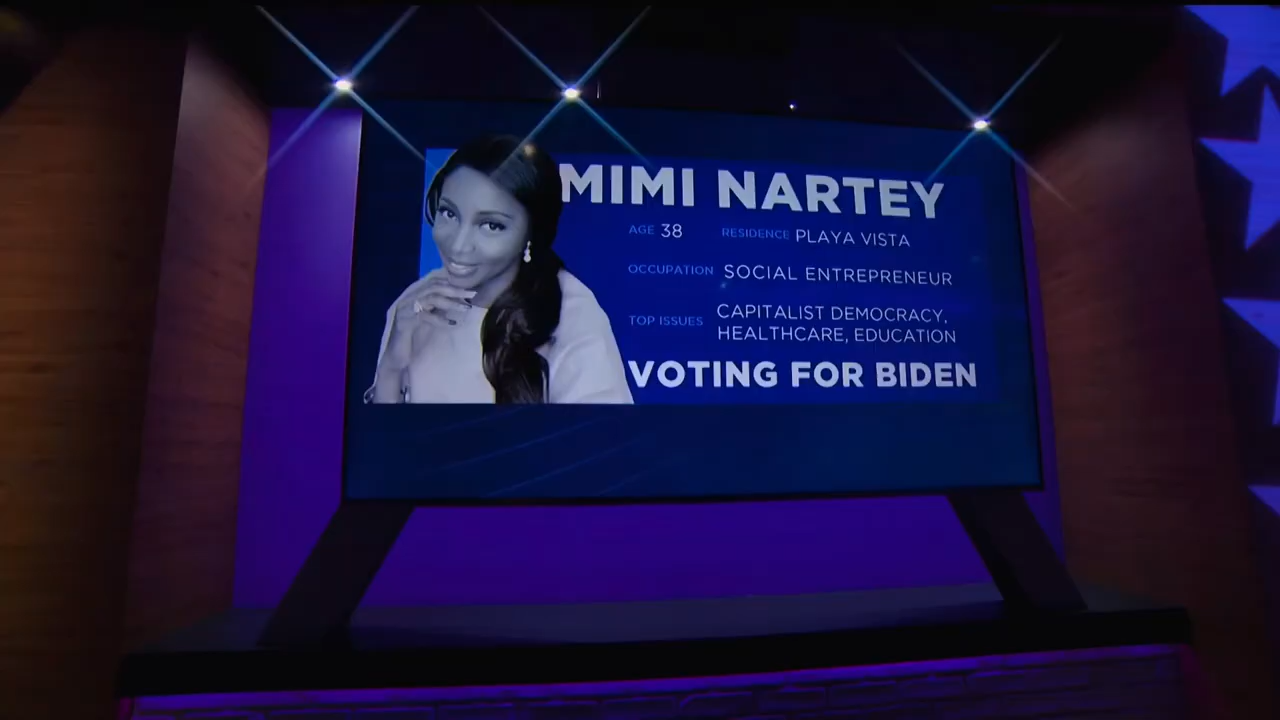 MIMI NARTEY
AGE 38 RESIDENCE PLAYA VISTA
OCCUPATION SOCIAL ENTREPRENEUR
TOP ISSUES CAPITALIST DEMOCRACY,
HEALTHCARE, EDUCATION
VOTING FOR BIDEN